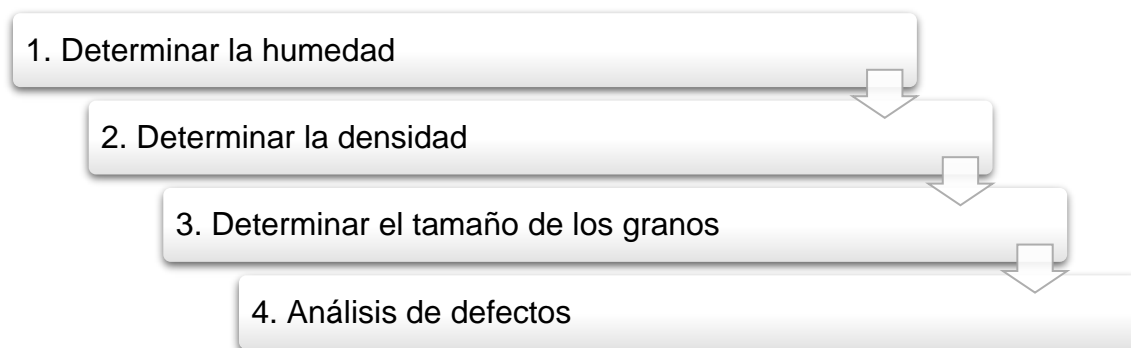 1. Determinar la humedad
2. Determinar la densidad
3. Determinar el tamaño de los granos
4. Análisis de defectos